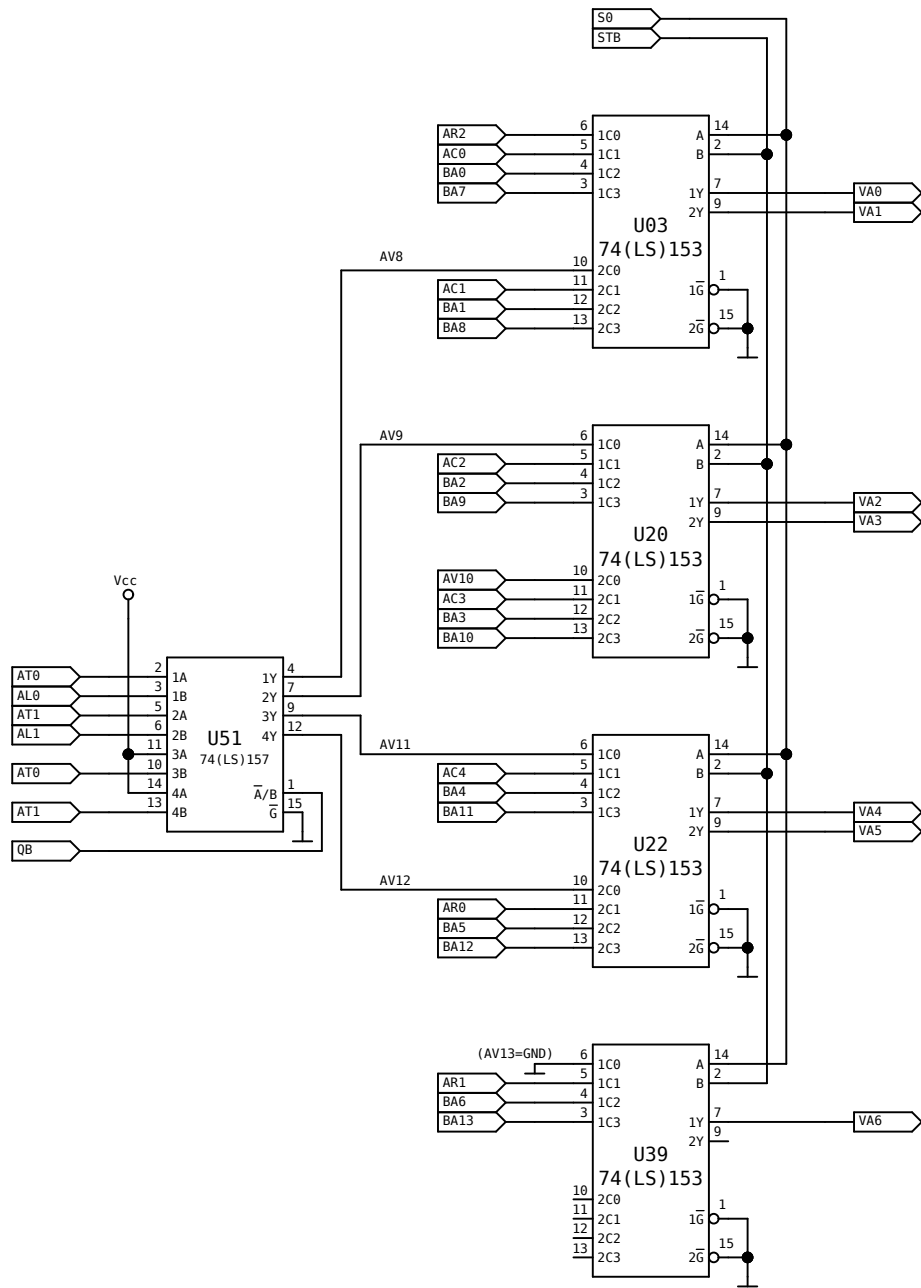 S0
STB
AR2 6 1C0 A 14
AC0 5 1C1 B 2
BA0 4 1C2
BA7 3 1C3 1Y 7 VA0
2Y 9 VA1
U03
74(LS)153
AV8 10 2C0
AC1 11 2C1 1G̅ 1
BA1 12 2C2
BA8 13 2C3 2G̅ 15
AV9 6 1C0 A 14
AC2 5 1C1 B 2
BA2 4 1C2
BA9 3 1C3 1Y 7 VA2
2Y 9 VA3
U20
74(LS)153
AV10 10 2C0
AC3 11 2C1 1G̅ 1
BA3 12 2C2
BA10 13 2C3 2G̅ 15
Vcc
AT0 2 1A 1Y 4
AL0 3 1B 2Y 7
AT1 5 2A 3Y 9
AL1 6 2B 4Y 12
U51
74(LS)157
11 3A
AT0 10 3B
14 4A A̅/B 1
AT1 13 4B G̅ 15
QB
AV11 6 1C0 A 14
AC4 5 1C1 B 2
BA4 4 1C2
BA11 3 1C3 1Y 7 VA4
2Y 9 VA5
U22
74(LS)153
AV12 10 2C0
AR0 11 2C1 1G̅ 1
BA5 12 2C2
BA12 13 2C3 2G̅ 15
(AV13=GND) 6 1C0 A 14
AR1 5 1C1 B 2
BA6 4 1C2
BA13 3 1C3 1Y 7 VA6
2Y 9
U39
74(LS)153
10 2C0
11 2C1 1G̅ 1
12 2C2
13 2C3 2G̅ 15